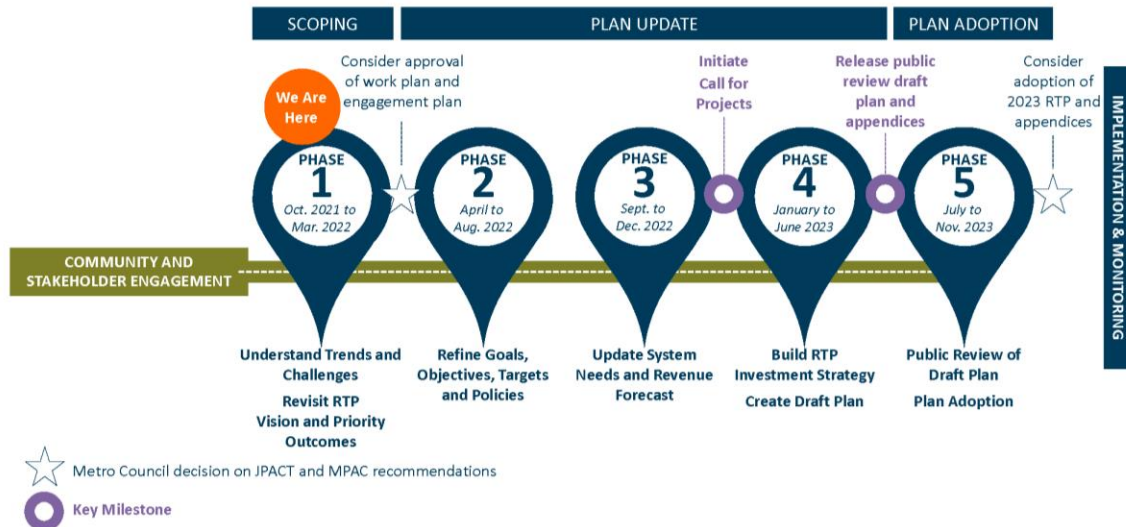 SCOPING
PLAN UPDATE
PLAN ADOPTION
Consider approval
of work plan and
engagement plan
Initiate
Call for
Projects
Release public
review draft
plan and
appendices
Consider
adoption of
2023 RTP and
appendices
We Are
Here
PHASE
1
Oct. 2021 to
Mar. 2022
PHASE
2
April to
Aug. 2022
PHASE
3
Sept. to
Dec. 2022
PHASE
4
January to
June 2023
PHASE
5
July to
Nov. 2023
IMPLEMENTATION & MONITORING
COMMUNITY AND
STAKEHOLDER ENGAGEMENT
Understand Trends and
Challenges
Revisit RTP
Vision and Priority
Outcomes
Refine Goals,
Objectives, Targets
and Policies
Update System
Needs and Revenue
Forecast
Build RTP
Investment Strategy
Create Draft Plan
Public Review of
Draft Plan
Plan Adoption
Metro Council decision on JPACT and MPAC recommendations
Key Milestone